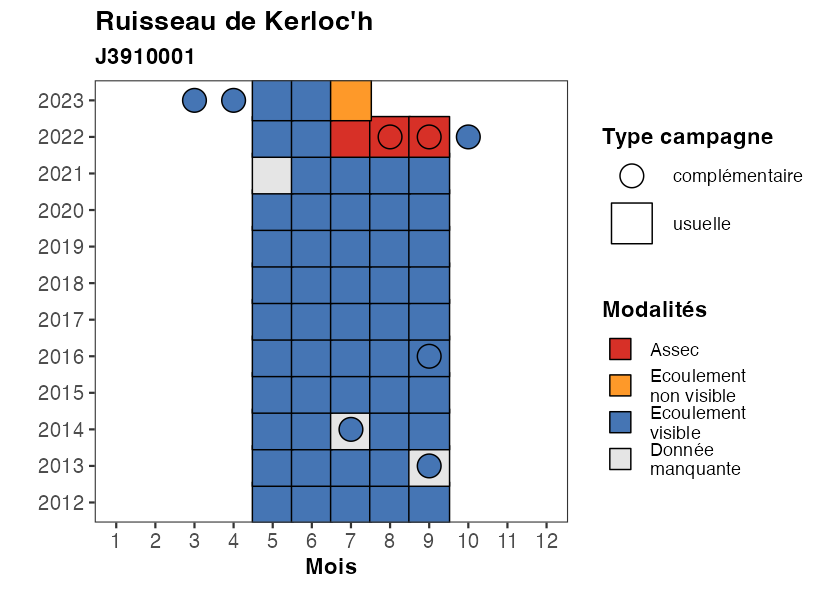 Ruisseau de Kerloc'h
J3910001
2023
2022
2021
2020
2019
2018
2017
2016
2015
2014
2013
2012
1 2 3 4 5 6 7 8 9 10 11 12
Mois
Type campagne
complémentaire
usuelle
Modalités
Assec
Ecoulement
non visible
Ecoulement
visible
Donnée
manquante